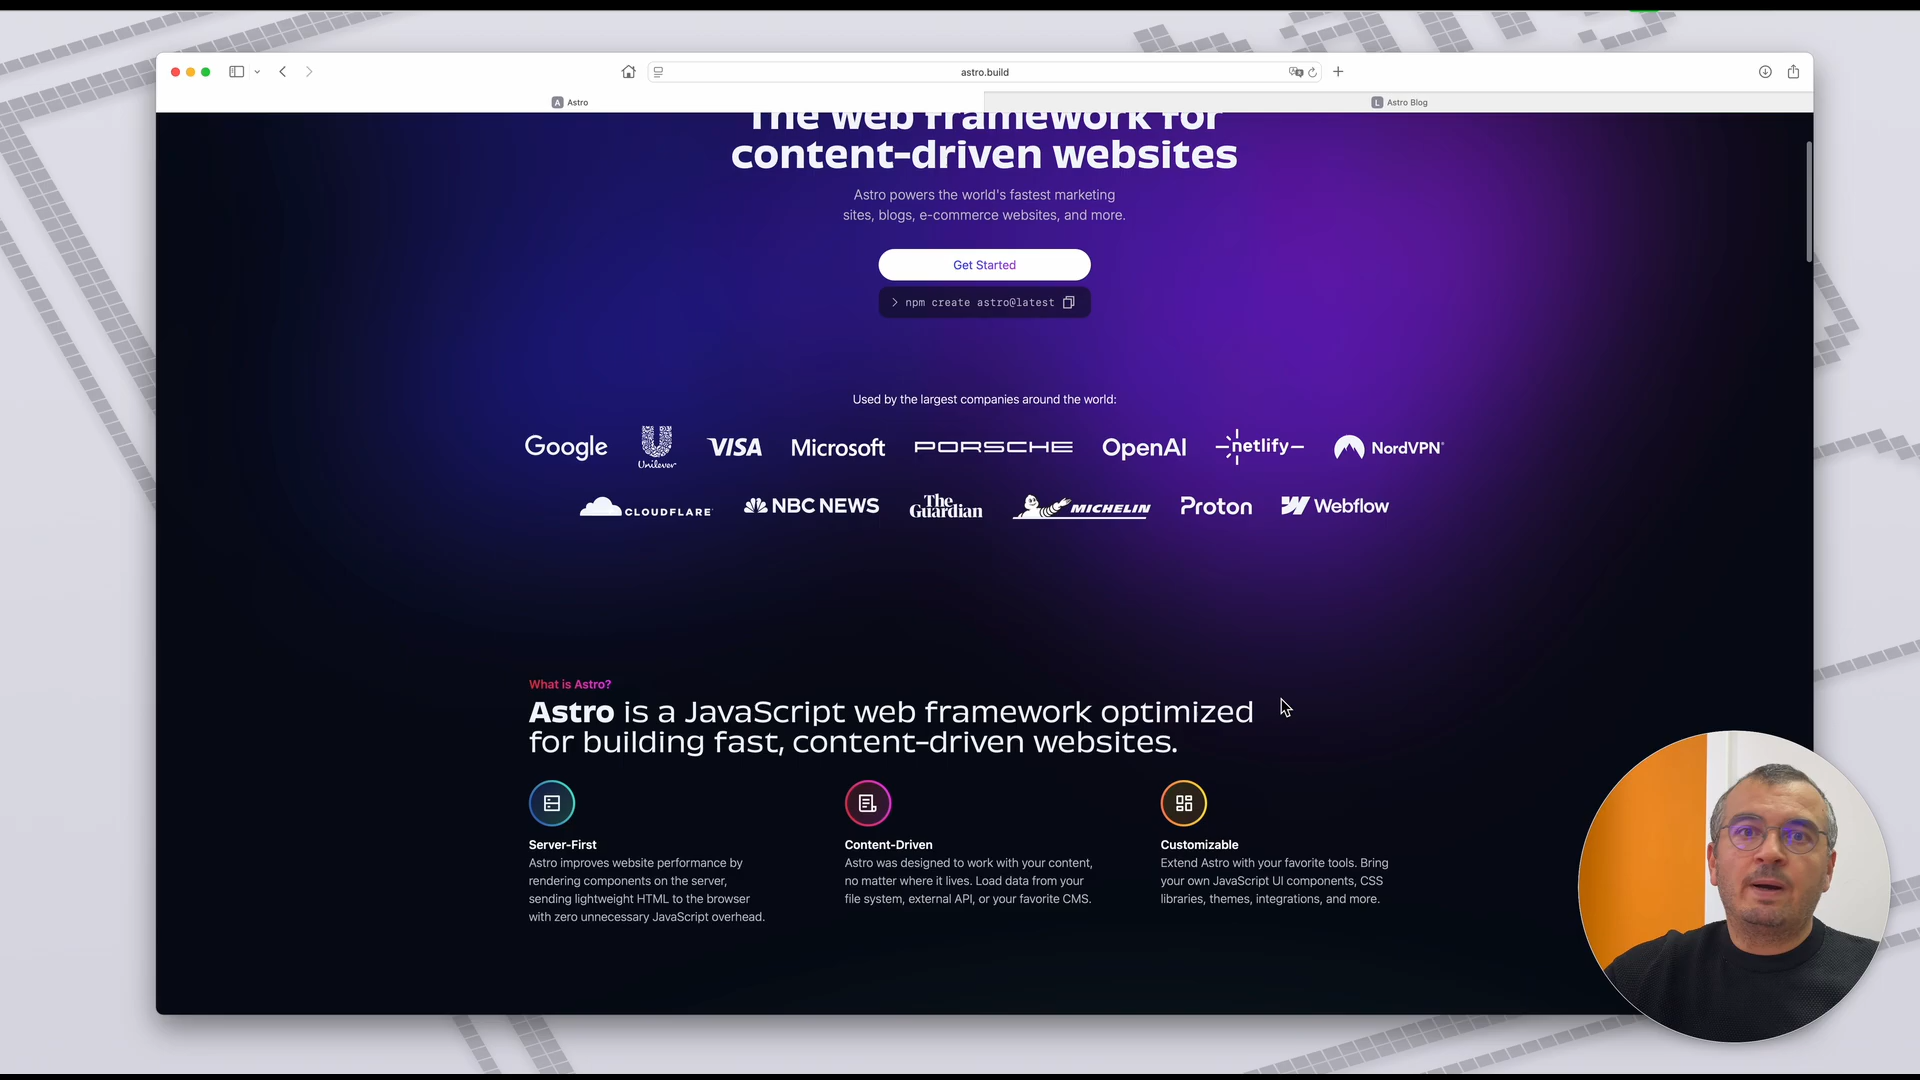 astro.build
Astro
Astro Blog
The web framework for
content-driven websites
Astro powers the world's fastest marketing
sites, blogs, e-commerce websites, and more.
Get Started
> npm create astro@latest
Used by the largest companies around the world:
Google
Unilever
VISA
Microsoft
PORSCHE
OpenAI
netlify
NordVPN®
CLOUDFLARE
NBC NEWS
The
Guardian
MICHELIN
Proton
Webflow
What is Astro?
Astro is a JavaScript web framework optimized
for building fast, content-driven websites.
Server-First
Astro improves website performance by
rendering components on the server,
sending lightweight HTML to the browser
with zero unnecessary JavaScript overhead.
Content-Driven
Astro was designed to work with your content,
no matter where it lives. Load data from your
file system, external API, or your favorite CMS.
Customizable
Extend Astro with your favorite tools. Bring
your own JavaScript UI components, CSS
libraries, themes, integrations, and more.